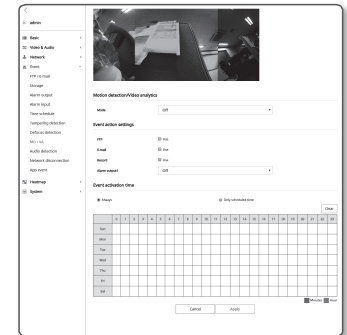 admin
Basic
Video & Audio
Network
Event
FTP / E-mail
Storage
Alarm output
Alarm input
Time schedule
Tampering detection
Defocus detection
MD / VA
Audio detection
Network disconnection
App event
Heatmap
System
Motion detection/Video analytics
Mode Off
Event action settings
FTP Use
E-mail Use
Record Use
Alarm output1 Off
Event activation time
Always Only scheduled time
Clear
0 1 2 3 4 5 6 7 8 9 10 11 12 13 14 15 16 17 18 19 20 21 22 23
Sun
Mon
Tue
Wed
Thu
Fri
Sat
Minutes Hour
Cancel Apply